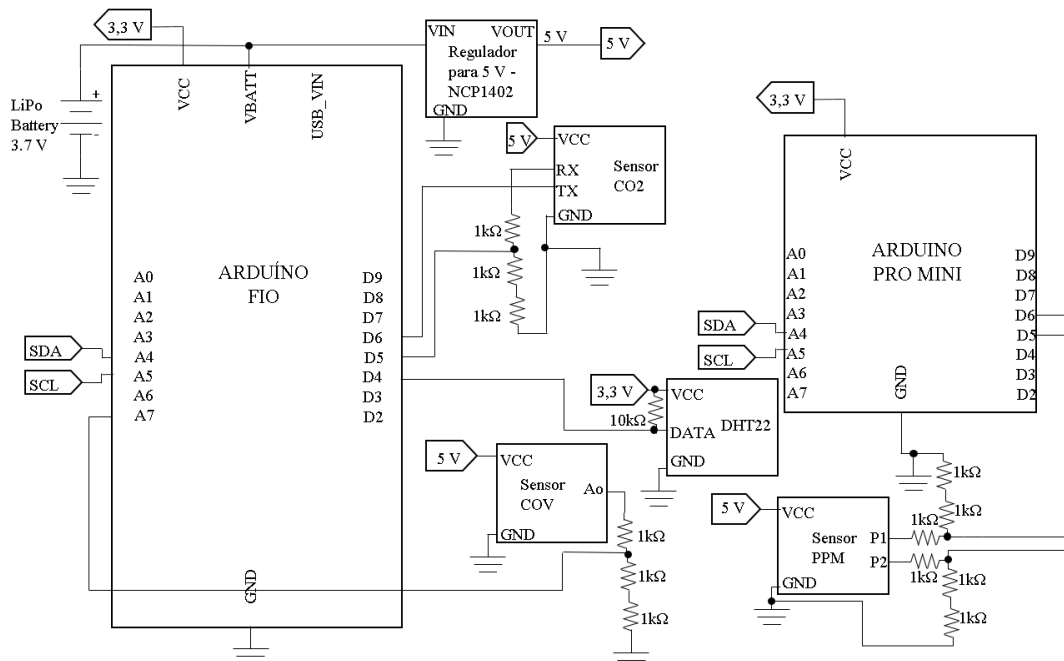 3,3 V
LiPo
Battery
3.7 V
+
-
VCC
VBATT
USB_VIN
ARDUÍNO
FIO
A0
A1
A2
A3
A4
A5
A6
A7
D9
D8
D7
D6
D5
D4
D3
D2
GND
SDA
SCL
VIN
VOUT
Regulador
para 5 V -
NCP1402
GND
5 V
5 V
5 V
VCC
RX
TX
GND
Sensor
CO2
1kΩ
1kΩ
1kΩ
3,3 V
10kΩ
VCC
DATA
GND
DHT22
5 V
VCC
Sensor
COV
Ao
GND
1kΩ
1kΩ
1kΩ
3,3 V
VCC
ARDUINO
PRO MINI
A0
A1
A2
A3
A4
A5
A6
A7
D9
D8
D7
D6
D5
D4
D3
D2
GND
SDA
SCL
5 V
VCC
Sensor
PPM
P1
P2
GND
1kΩ
1kΩ
1kΩ
1kΩ
1kΩ
1kΩ